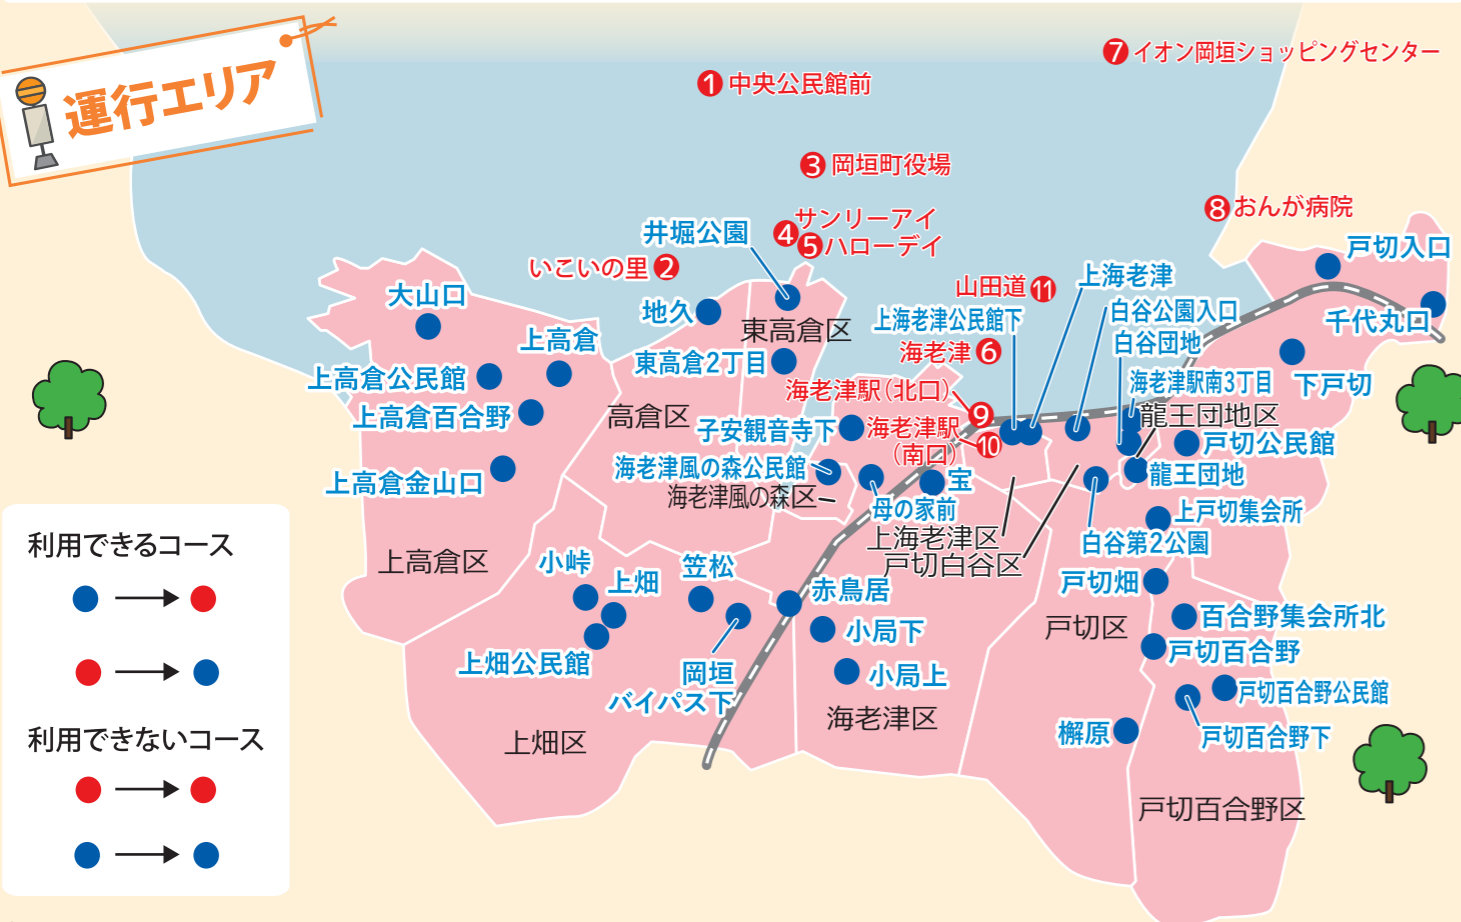 運行エリア
❼イオン岡垣ショッピングセンター
❶中央公民館前
❸岡垣町役場
❽おんが病院
❹サンリーアイ
❺ハローデイ
井堀公園
いこいの里❷
戸切入口
大山口
地久
東高倉区
山田道⓫
上海老津
上海老津公民館下
白谷公園入口
千代丸口
上高倉
東高倉2丁目
海老津❻
白谷団地
上高倉公民館
海老津駅（北口）❾
海老津駅南3丁目
下戸切
上高倉百合野
高倉区
子安観音寺下
海老津駅
（南口）❿
龍王団地区
戸切公民館
上高倉金山口
海老津風の森公民館
海老津風の森区
宝
母の家前
龍王団地
上戸切集会所
上海老津区
戸切白谷区
白谷第2公園
利用できるコース
上高倉区
小峠
上畑
笠松
赤鳥居
戸切畑
小局下
戸切区
百合野集会所北
上畑公民館
岡垣
バイパス下
小局上
戸切百合野
戸切百合野公民館
利用できないコース
上畑区
海老津区
檞原
戸切百合野下
戸切百合野区